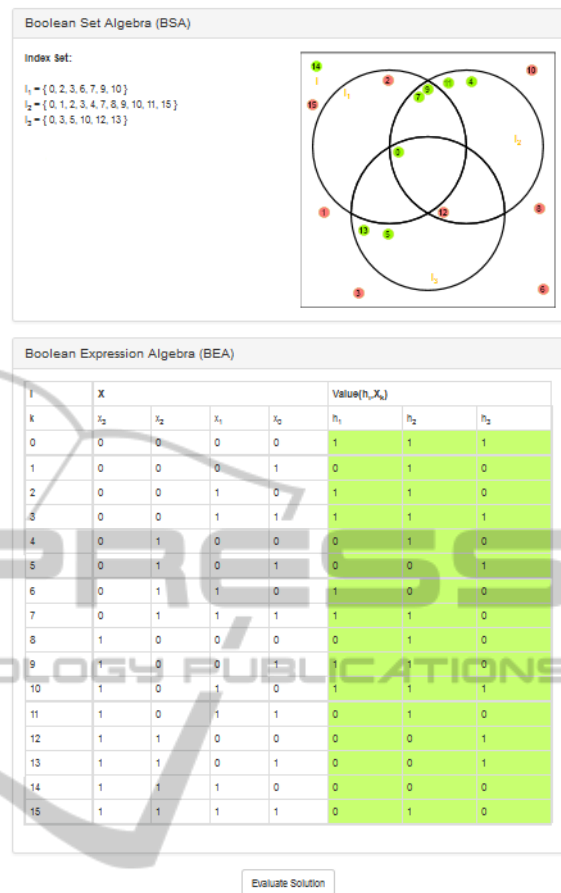 Boolean Set Algebra (BSA)
Index Set:
I₁ = { 0, 2, 3, 6, 7, 9, 10 }
I₂ = { 0, 1, 2, 3, 4, 7, 8, 9, 10, 11, 15 }
I₃ = { 0, 3, 5, 10, 12, 13 }
14 10
I 2 9 11 4
I₁ 7
15
I₂
0
1 12 8
13 5
I₃
3 6
Boolean Expression Algebra (BEA)
I X Value(hᵢ,Xₖ)
k X₃ X₂ X₁ X₀ h₁ h₂ h₃
0 0 0 0 0 1 1 1
1 0 0 0 1 0 1 0
2 0 0 1 0 1 1 0
3 0 0 1 1 1 1 1
4 0 1 0 0 0 1 0
5 0 1 0 1 0 0 1
6 0 1 1 0 1 0 0
7 0 1 1 1 1 1 0
8 1 0 0 0 0 1 0
9 1 0 0 1 1 1 0
10 1 0 1 0 1 1 1
11 1 0 1 1 0 1 0
12 1 1 0 0 0 0 1
13 1 1 0 1 0 0 1
14 1 1 1 0 0 0 0
15 1 1 1 1 0 1 0
PRESS
OLOGY PUBLICATIONS
Evaluate Solution